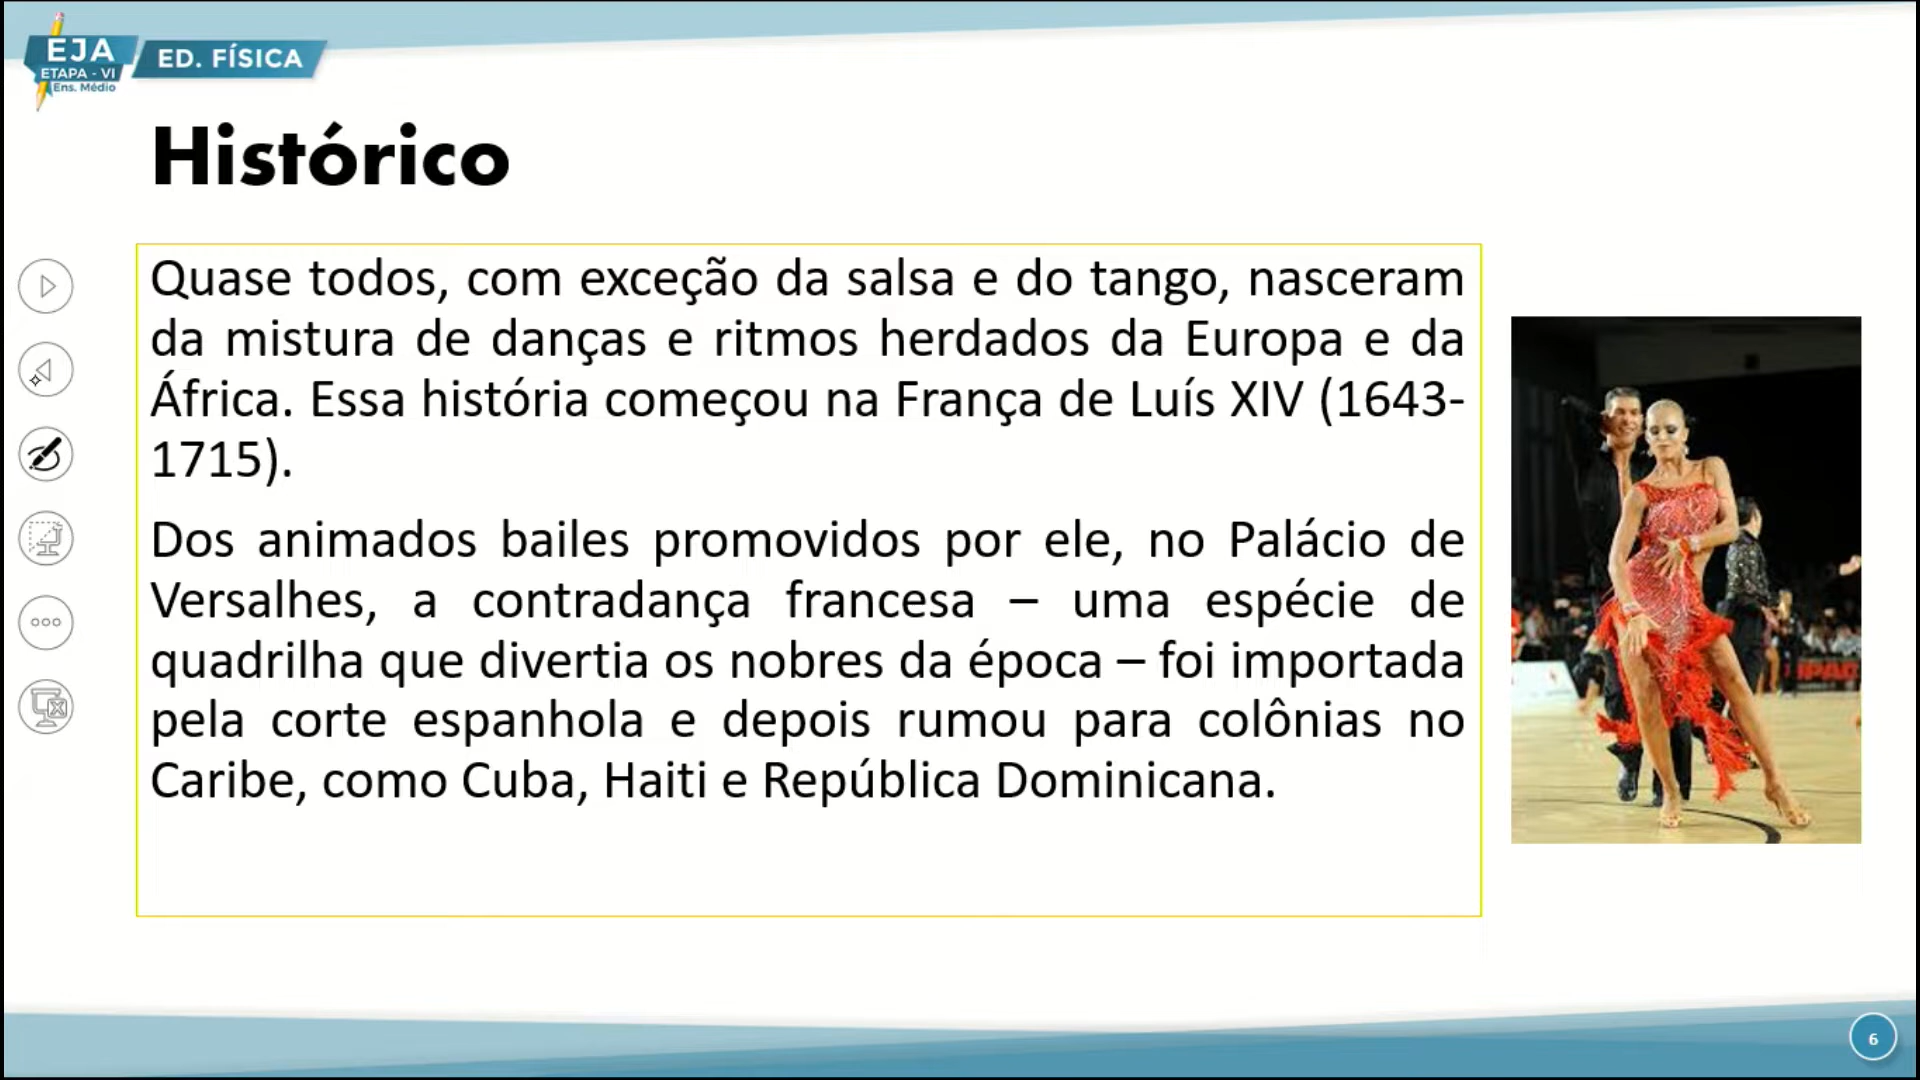 EJA
ETAPA - VI
Ens. Médio
ED. FÍSICA
Histórico
Quase todos, com exceção da salsa e do tango, nasceram
da mistura de danças e ritmos herdados da Europa e da
África. Essa história começou na França de Luís XIV (1643-
1715).
Dos animados bailes promovidos por ele, no Palácio de
Versalhes, a contradança francesa – uma espécie de
quadrilha que divertia os nobres da época – foi importada
pela corte espanhola e depois rumou para colônias no
Caribe, como Cuba, Haiti e República Dominicana.
6